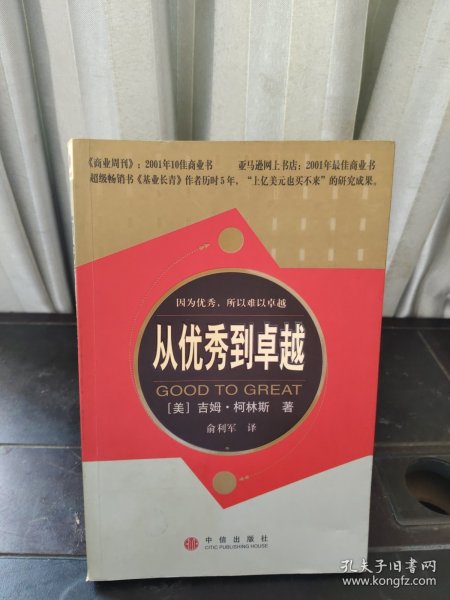 《商业周刊》：2001年10佳商业书 亚马逊网上书店：2001年最佳商业书
超级畅销书《基业长青》作者历时5年，“上亿美元也买不来”的研究成果。
因为优秀，所以难以卓越
从优秀到卓越
GOOD TO GREAT
[美] 吉姆·柯林斯 著
俞利军 译
中信出版社
CITIC PUBLISHING HOUSE
孔夫子旧书网
www.kongfz.com